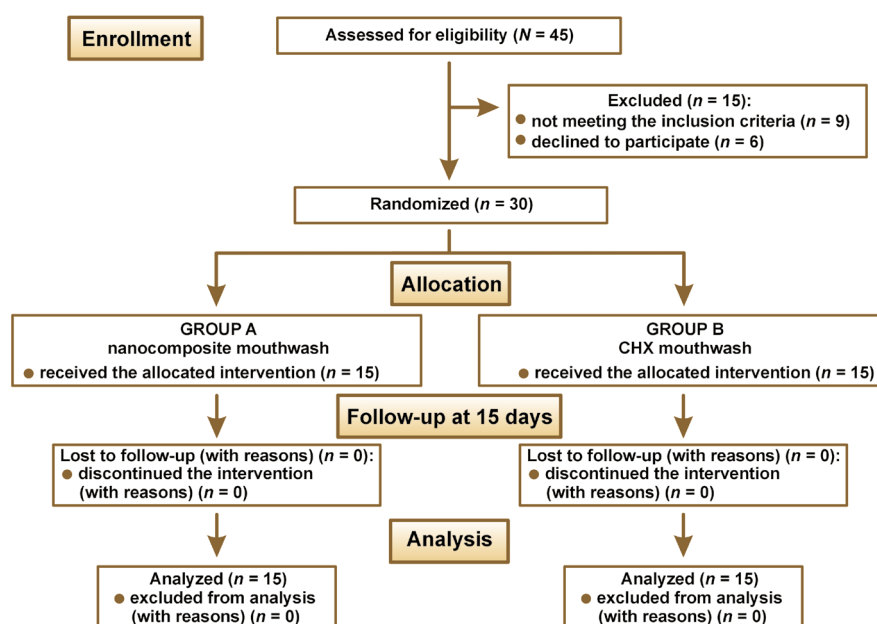 Enrollment
Assessed for eligibility (N = 45)
Excluded (n = 15):
● not meeting the inclusion criteria (n = 9)
● declined to participate (n = 6)
Randomized (n = 30)
Allocation
GROUP A
nanocomposite mouthwash
● received the allocated intervention (n = 15)
GROUP B
CHX mouthwash
● received the allocated intervention (n = 15)
Follow-up at 15 days
Lost to follow-up (with reasons) (n = 0):
● discontinued the intervention
(with reasons) (n = 0)
Lost to follow-up (with reasons) (n = 0):
● discontinued the intervention
(with reasons) (n = 0)
Analysis
Analyzed (n = 15)
● excluded from analysis
(with reasons) (n = 0)
Analyzed (n = 15)
● excluded from analysis
(with reasons) (n = 0)